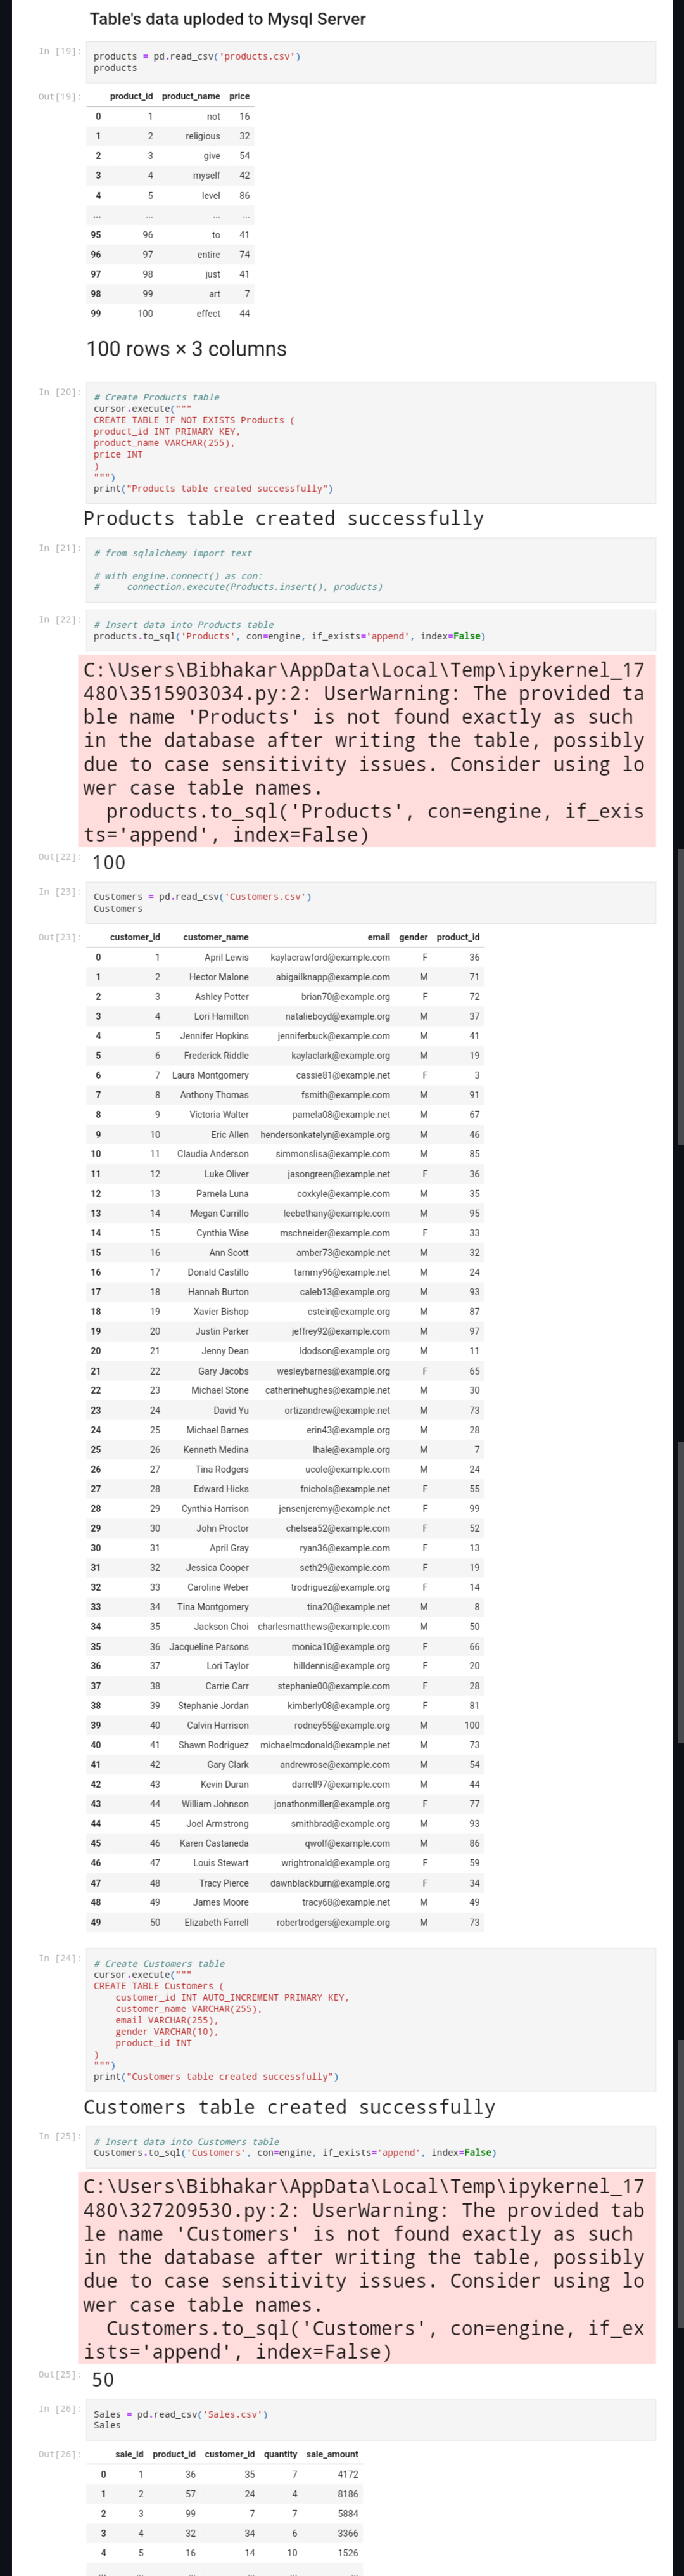 Table's data uploded to Mysql Server
In [19]:
products = pd.read_csv('products.csv')
products
Out[19]:
product_id product_name price
0 1 not 16
1 2 religious 32
2 3 give 54
3 4 myself 42
4 5 level 86
... ... ... ...
95 96 to 41
96 97 entire 74
97 98 just 41
98 99 art 7
99 100 effect 44
100 rows × 3 columns
In [20]:
# Create Products table
cursor.execute("""
CREATE TABLE IF NOT EXISTS Products (
product_id INT PRIMARY KEY,
product_name VARCHAR(255),
price INT
)
""")
print("Products table created successfully")
Products table created successfully
In [21]:
# from sqlalchemy import text
# with engine.connect() as con:
#     connection.execute(Products.insert(), products)
In [22]:
# Insert data into Products table
products.to_sql('Products', con=engine, if_exists='append', index=False)
C:\Users\Bibhakar\AppData\Local\Temp\ipykernel_17
480\3515903034.py:2: UserWarning: The provided ta
ble name 'Products' is not found exactly as such
in the database after writing the table, possibly
due to case sensitivity issues. Consider using lo
wer case table names.
  products.to_sql('Products', con=engine, if_exis
ts='append', index=False)
Out[22]: 100
In [23]:
Customers = pd.read_csv('Customers.csv')
Customers
Out[23]:
customer_id customer_name email gender product_id
0 1 April Lewis kaylacrawford@example.com F 36
1 2 Hector Malone abigailknapp@example.com M 71
2 3 Ashley Potter brian70@example.org F 72
3 4 Lori Hamilton natalieboyd@example.org M 37
4 5 Jennifer Hopkins jenniferbuck@example.com M 41
5 6 Frederick Riddle kaylaclark@example.org M 19
6 7 Laura Montgomery cassie81@example.net F 3
7 8 Anthony Thomas fsmith@example.com M 91
8 9 Victoria Walter pamela08@example.net M 67
9 10 Eric Allen hendersonkatelyn@example.org M 46
10 11 Claudia Anderson simmonslisa@example.com M 85
11 12 Luke Oliver jasongreen@example.net F 36
12 13 Pamela Luna coxkyle@example.com M 35
13 14 Megan Carrillo leebethany@example.org M 95
14 15 Cynthia Wise mschneider@example.com F 33
15 16 Ann Scott amber73@example.net M 32
16 17 Donald Castillo tammy96@example.net M 24
17 18 Hannah Burton caleb13@example.org M 93
18 19 Xavier Bishop cstein@example.org M 87
19 20 Justin Parker jeffrey92@example.com M 97
20 21 Jenny Dean ldodson@example.org M 11
21 22 Gary Jacobs wesleybarnes@example.org F 65
22 23 Michael Stone catherinehughes@example.net M 30
23 24 David Yu ortizandrew@example.net M 73
24 25 Michael Barnes erin43@example.org M 28
25 26 Kenneth Medina lhale@example.org M 7
26 27 Tina Rodgers ucole@example.com M 24
27 28 Edward Hicks fnichols@example.net F 55
28 29 Cynthia Harrison jensenjeremy@example.net F 99
29 30 John Proctor chelsea52@example.com F 52
30 31 April Gray ryan36@example.com F 13
31 32 Jessica Cooper seth29@example.com F 19
32 33 Caroline Weber trodriguez@example.org F 14
33 34 Tina Montgomery tina20@example.net M 8
34 35 Jackson Choi charlesmatthews@example.com M 50
35 36 Jacqueline Parsons monica10@example.org F 66
36 37 Lori Taylor hilldennis@example.org F 20
37 38 Carrie Carr stephanie00@example.com F 28
38 39 Stephanie Jordan kimberly08@example.org F 81
39 40 Calvin Harrison rodney55@example.org M 100
40 41 Shawn Rodriguez michaelmcdonald@example.net M 73
41 42 Gary Clark andrewrose@example.com M 54
42 43 Kevin Duran darrell97@example.com M 44
43 44 William Johnson jonathonmiller@example.org F 77
44 45 Joel Armstrong smithbrad@example.com M 93
45 46 Karen Castaneda qwolf@example.com M 86
46 47 Louis Stewart wrightronald@example.org F 59
47 48 Tracy Pierce dawnblackburn@example.org F 34
48 49 James Moore tracy68@example.net M 49
49 50 Elizabeth Farrell robertrodgers@example.org M 73
In [24]:
# Create Customers table
cursor.execute("""
CREATE TABLE Customers (
    customer_id INT AUTO_INCREMENT PRIMARY KEY,
    customer_name VARCHAR(255),
    email VARCHAR(255),
    gender VARCHAR(10),
    product_id INT
)
""")
print("Customers table created successfully")
Customers table created successfully
In [25]:
# Insert data into Customers table
Customers.to_sql('Customers', con=engine, if_exists='append', index=False)
C:\Users\Bibhakar\AppData\Local\Temp\ipykernel_17
480\327209530.py:2: UserWarning: The provided tab
le name 'Customers' is not found exactly as such
in the database after writing the table, possibly
due to case sensitivity issues. Consider using lo
wer case table names.
  Customers.to_sql('Customers', con=engine, if_ex
ists='append', index=False)
Out[25]: 50
In [26]:
Sales = pd.read_csv('Sales.csv')
Sales
Out[26]:
sale_id product_id customer_id quantity sale_amount
0 1 36 35 7 4172
1 2 57 24 4 8186
2 3 99 7 7 5884
3 4 32 34 6 3366
4 5 16 14 10 1526
... ... ... ... ... ...